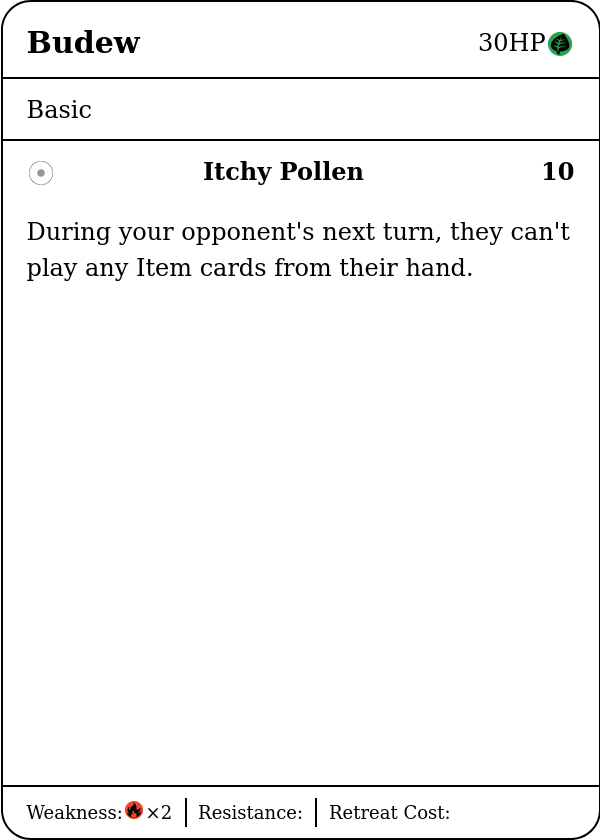 Budew 30HP
Basic
Itchy Pollen 10
During your opponent's next turn, they can't
play any Item cards from their hand.
Weakness: ×2 Resistance: Retreat Cost: